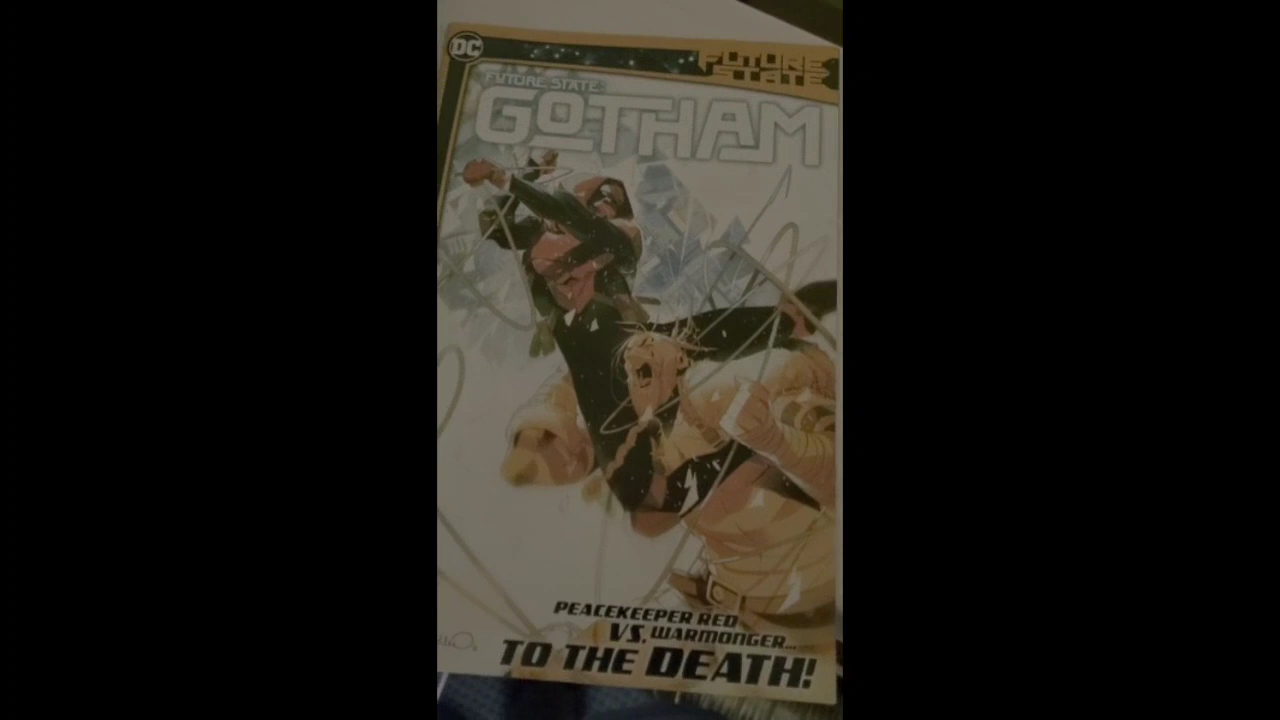 DC
FUTURE
STATE
FUTURE STATE:
GOTHAM
PEACEKEEPER RED
VS. WARMONGER...
TO THE DEATH!